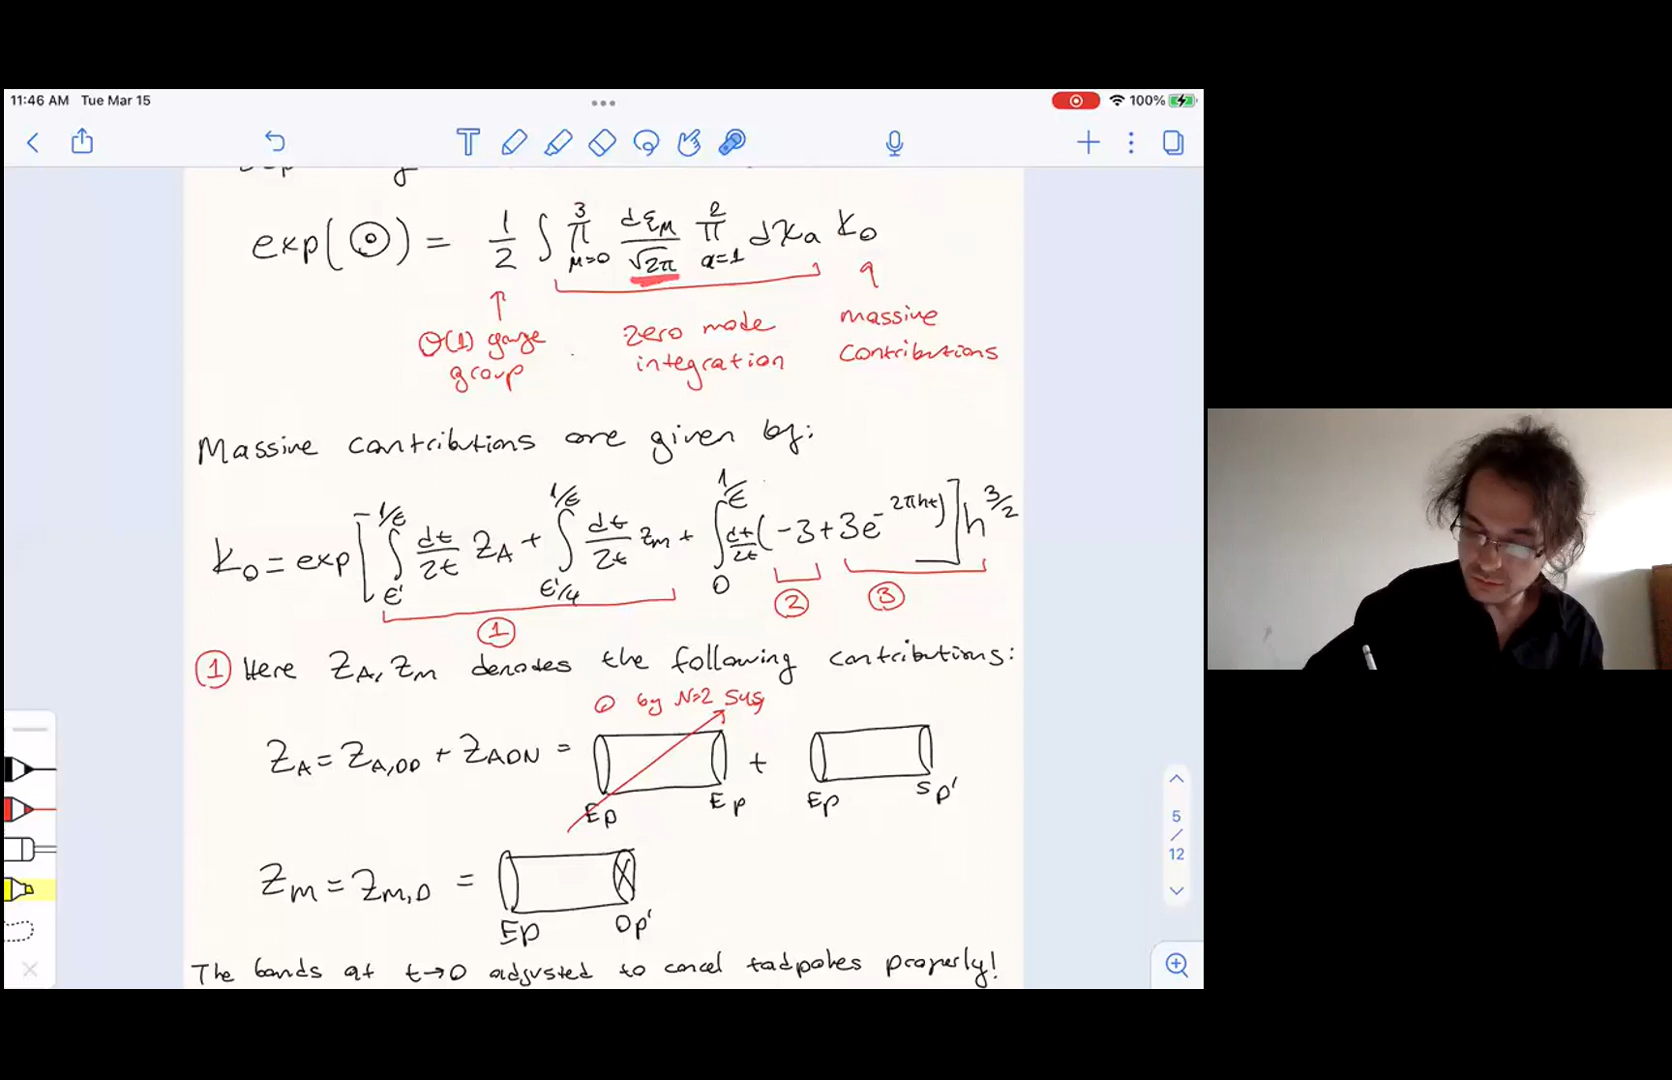 11:46 AM Tue Mar 15
100%
exp(⊙) = 1/2 ∫ ∏_{μ=0}^{3} dξ_μ/√2π ∏_{a=1}^{2} dχ_a K_0
O(1) gauge group
zero mode integration
massive contributions
Massive contributions are given by:
K_0 = exp[∫_{ε'}^{1/ε} dt/2t Z_A + ∫_{ε'/4}^{1/ε} dt/2t Z_M + ∫_0^{1/ε} dt/2t (-3 + 3e^{-2πht})] h^{3/2}
1 2 3
1 Here Z_A, Z_M denotes the following contributions:
0 by N=2 SUSY
Z_A = Z_{A,DD} + Z_{ADN} = +
Ep Ep Ep Sp'
Z_M = Z_{M,D} =
Ep Op'
The bands at t→0 adjusted to cancel tadpoles properly!
5
/
12